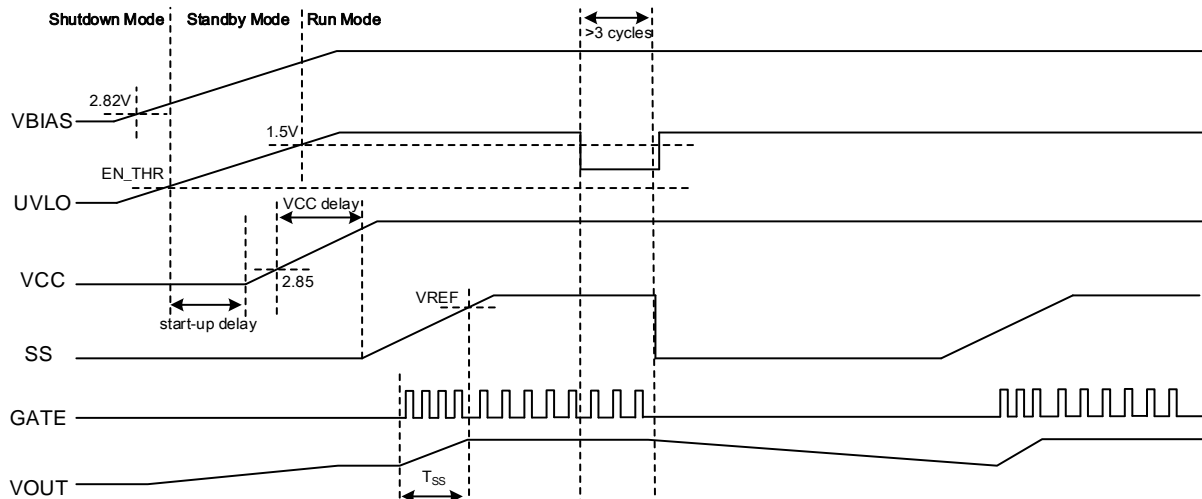 Shutdown Mode Standby Mode Run Mode
>3 cycles
2.82V
VBIAS
1.5V
EN_THR
UVLO
VCC delay
VCC
2.85
start-up delay
VREF
SS
GATE
VOUT
TSS